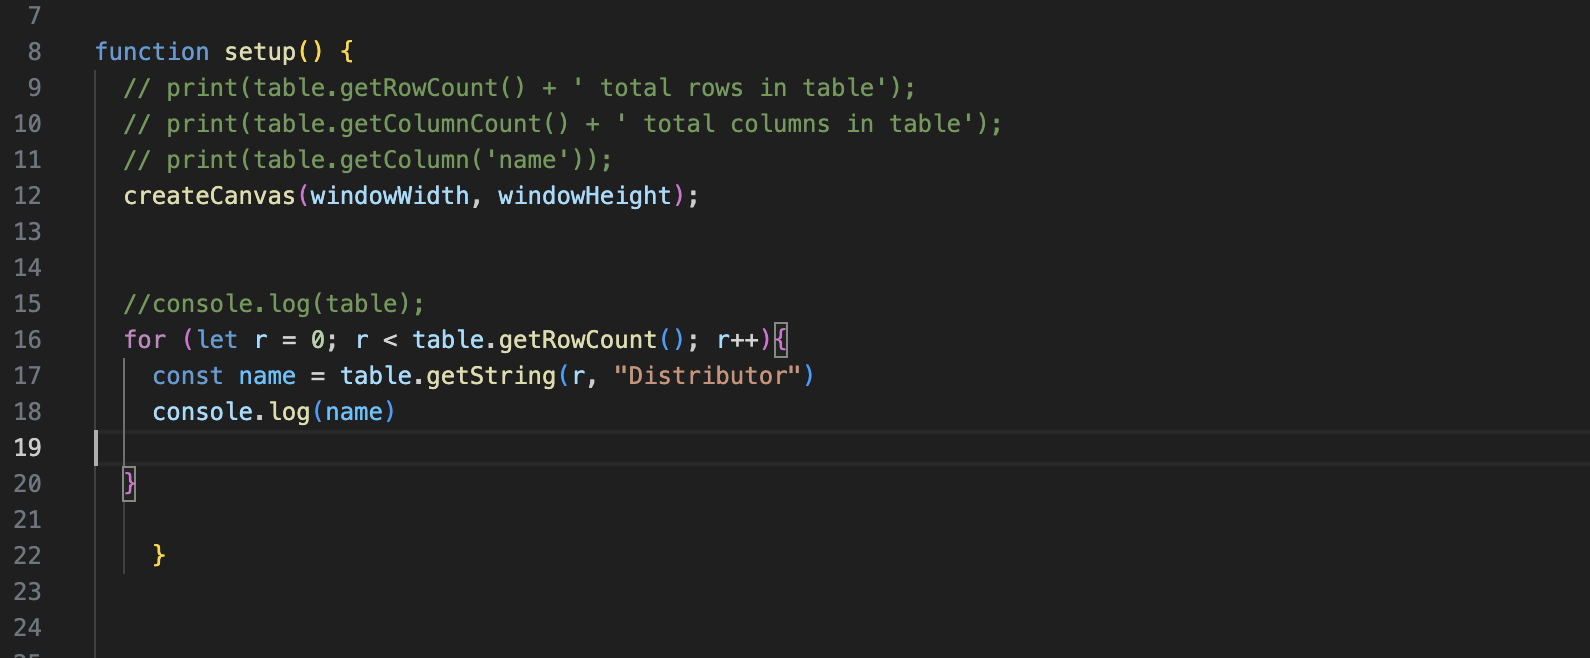 7
8 function setup() {
9 // print(table.getRowCount() + ' total rows in table');
10 // print(table.getColumnCount() + ' total columns in table');
11 // print(table.getColumn('name'));
12 createCanvas(windowWidth, windowHeight);
13
14
15 //console.log(table);
16 for (let r = 0; r < table.getRowCount(); r++){
17 const name = table.getString(r, "Distributor")
18 console.log(name)
19
20 }
21
22 }
23
24
25